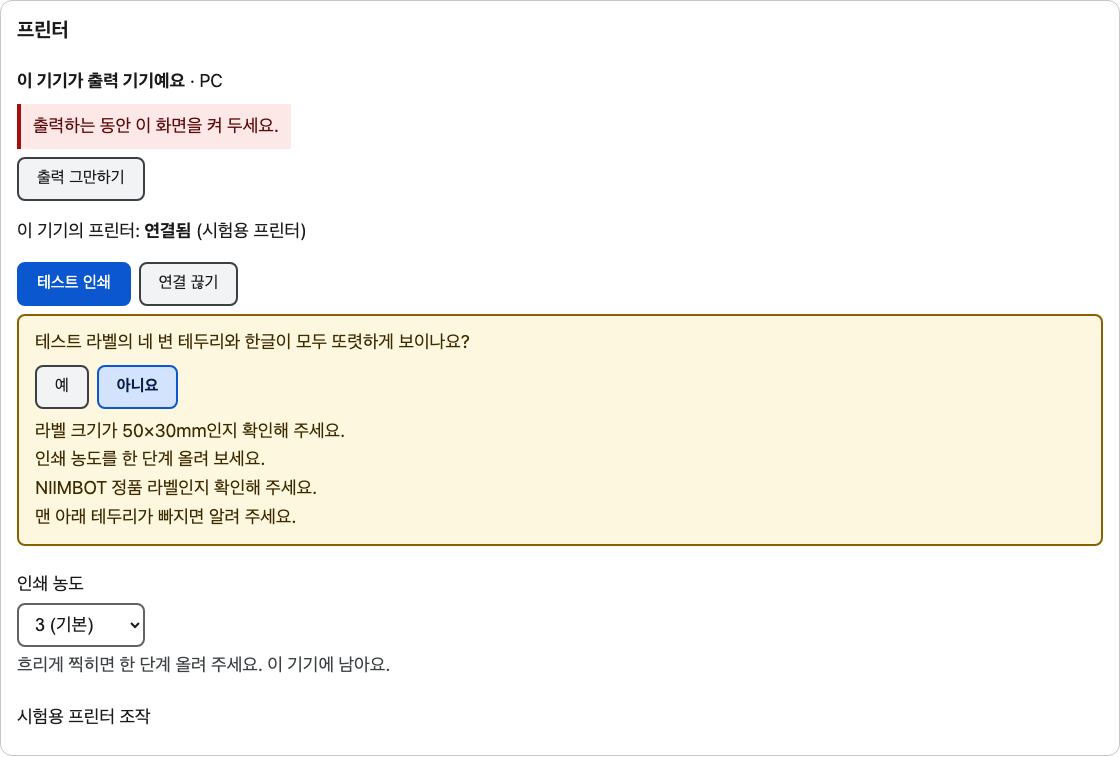 프린터
이 기기가 출력 기기예요 · PC
출력하는 동안 이 화면을 켜 두세요.
출력 그만하기
이 기기의 프린터: 연결됨 (시험용 프린터)
테스트 인쇄 연결 끊기
테스트 라벨의 네 변 테두리와 한글이 모두 또렷하게 보이나요?
예 아니요
라벨 크기가 50×30mm인지 확인해 주세요.
인쇄 농도를 한 단계 올려 보세요.
NIIMBOT 정품 라벨인지 확인해 주세요.
맨 아래 테두리가 빠지면 알려 주세요.
인쇄 농도
3 (기본)
흐리게 찍히면 한 단계 올려 주세요. 이 기기에 남아요.
시험용 프린터 조작